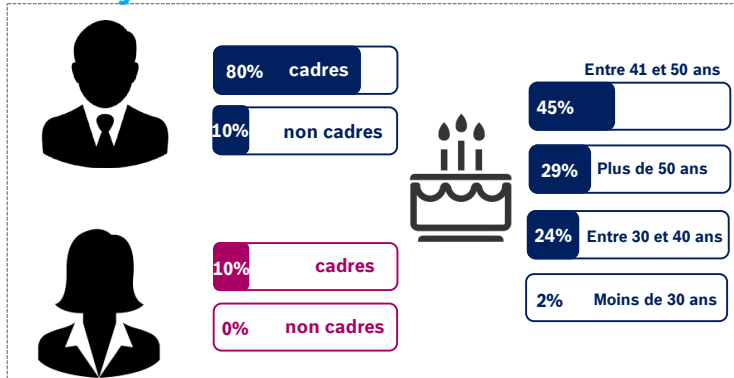 80% cadres
10% non cadres
10% cadres
0% non cadres
Entre 41 et 50 ans
45%
29% Plus de 50 ans
24% Entre 30 et 40 ans
2% Moins de 30 ans